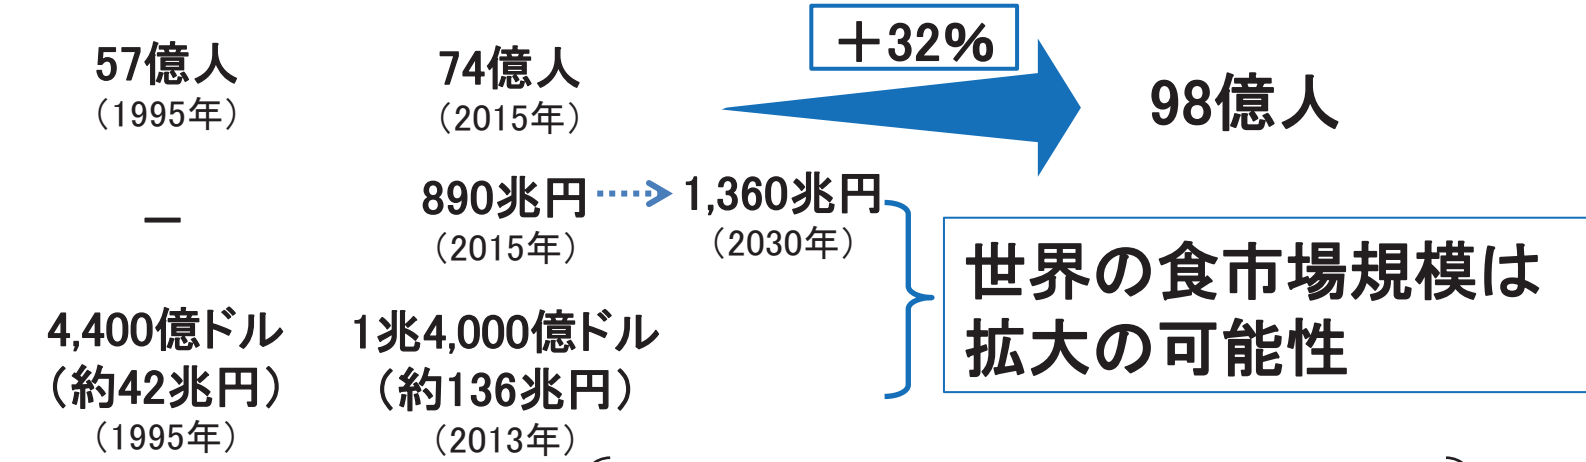 57億人
(1995年)
74億人
(2015年)
+32%
98億人
―
890兆円
(2015年)
1,360兆円
(2030年)
4,400億ドル
(約42兆円)
(1995年)
1兆4,000億ドル
(約136兆円)
(2013年)
世界の食市場規模は
拡大の可能性